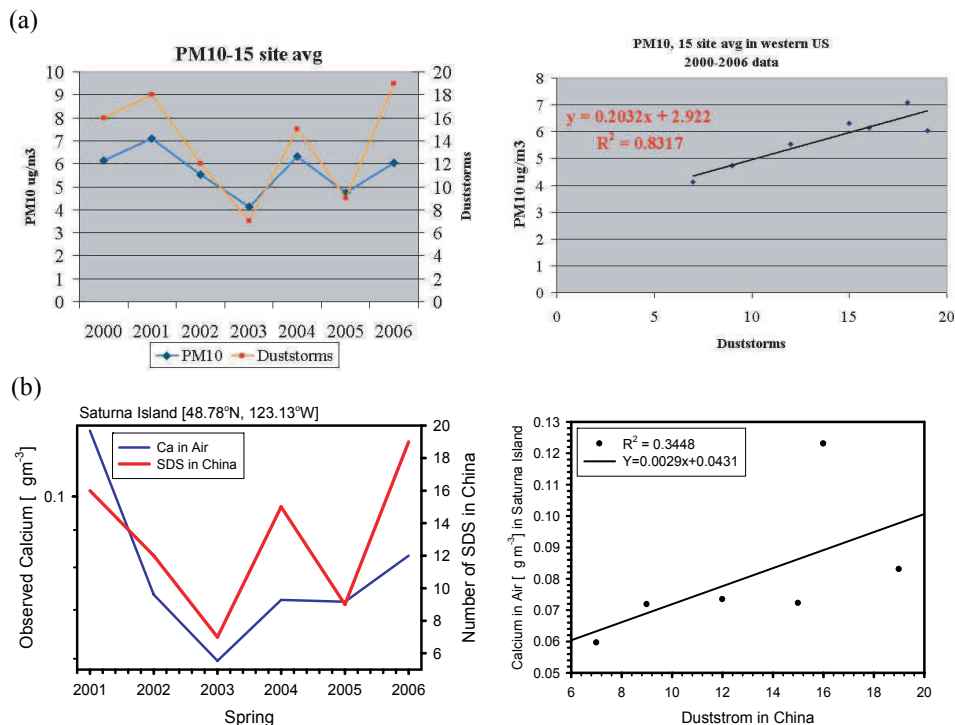 (a)
PM10-15 site avg
PM10 ug/m3
10
9
8
7
6
5
4
3
2
1
0
20
18
16
14
12
10
8
6
4
2
0
Duststorms
2000 2001 2002 2003 2004 2005 2006
PM10 Duststorms
PM10, 15 site avg in western US
2000-2006 data
y = 0.2032x + 2.922
R² = 0.8317
PM10 ug/m3
8
7
6
5
4
3
2
1
0
0 5 10 15 20
Duststorms
(b)
Saturna Island [48.78°N, 123.13°W]
Ca in Air
SDS in China
Observed Calcium [ gm⁻³]
0.1
20
18
16
14
12
10
8
6
Number of SDS in China
2001 2002 2003 2004 2005 2006
Spring
R² = 0.3448
Y=0.0029x+0.0431
Calcium in Air [ g m⁻³] in Saturna Island
0.13
0.12
0.11
0.10
0.09
0.08
0.07
0.06
0.05
6 8 10 12 14 16 18 20
Duststrom in China